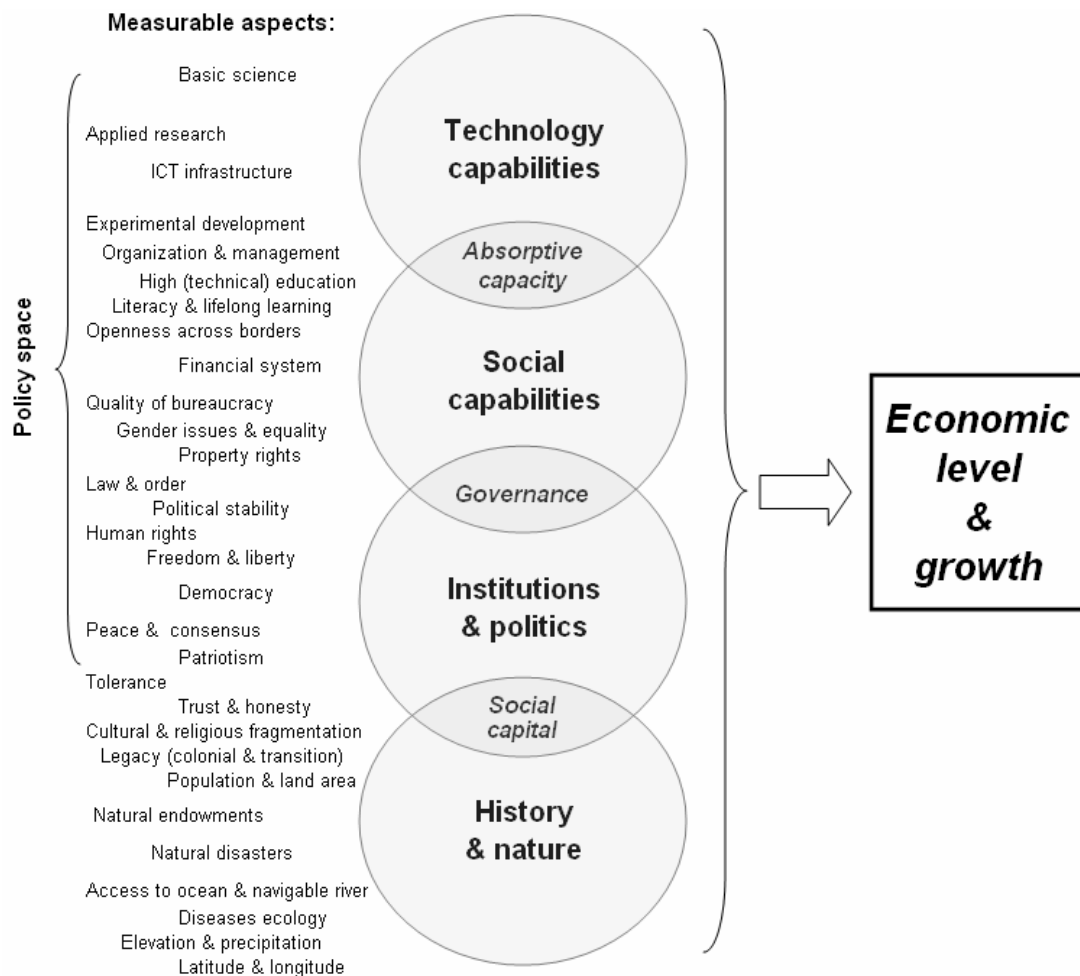 Measurable aspects:
Basic science
Applied research
ICT infrastructure
Experimental development
Organization & management
High (technical) education
Literacy & lifelong learning
Openness across borders
Financial system
Quality of bureaucracy
Gender issues & equality
Property rights
Law & order
Political stability
Human rights
Freedom & liberty
Democracy
Peace & consensus
Patriotism
Tolerance
Trust & honesty
Cultural & religious fragmentation
Legacy (colonial & transition)
Population & land area
Natural endowments
Natural disasters
Access to ocean & navigable river
Diseases ecology
Elevation & precipitation
Latitude & longitude
Policy space
Technology
capabilities
Absorptive
capacity
Social
capabilities
Governance
Institutions
& politics
Social
capital
History
& nature
Economic
level
&
growth